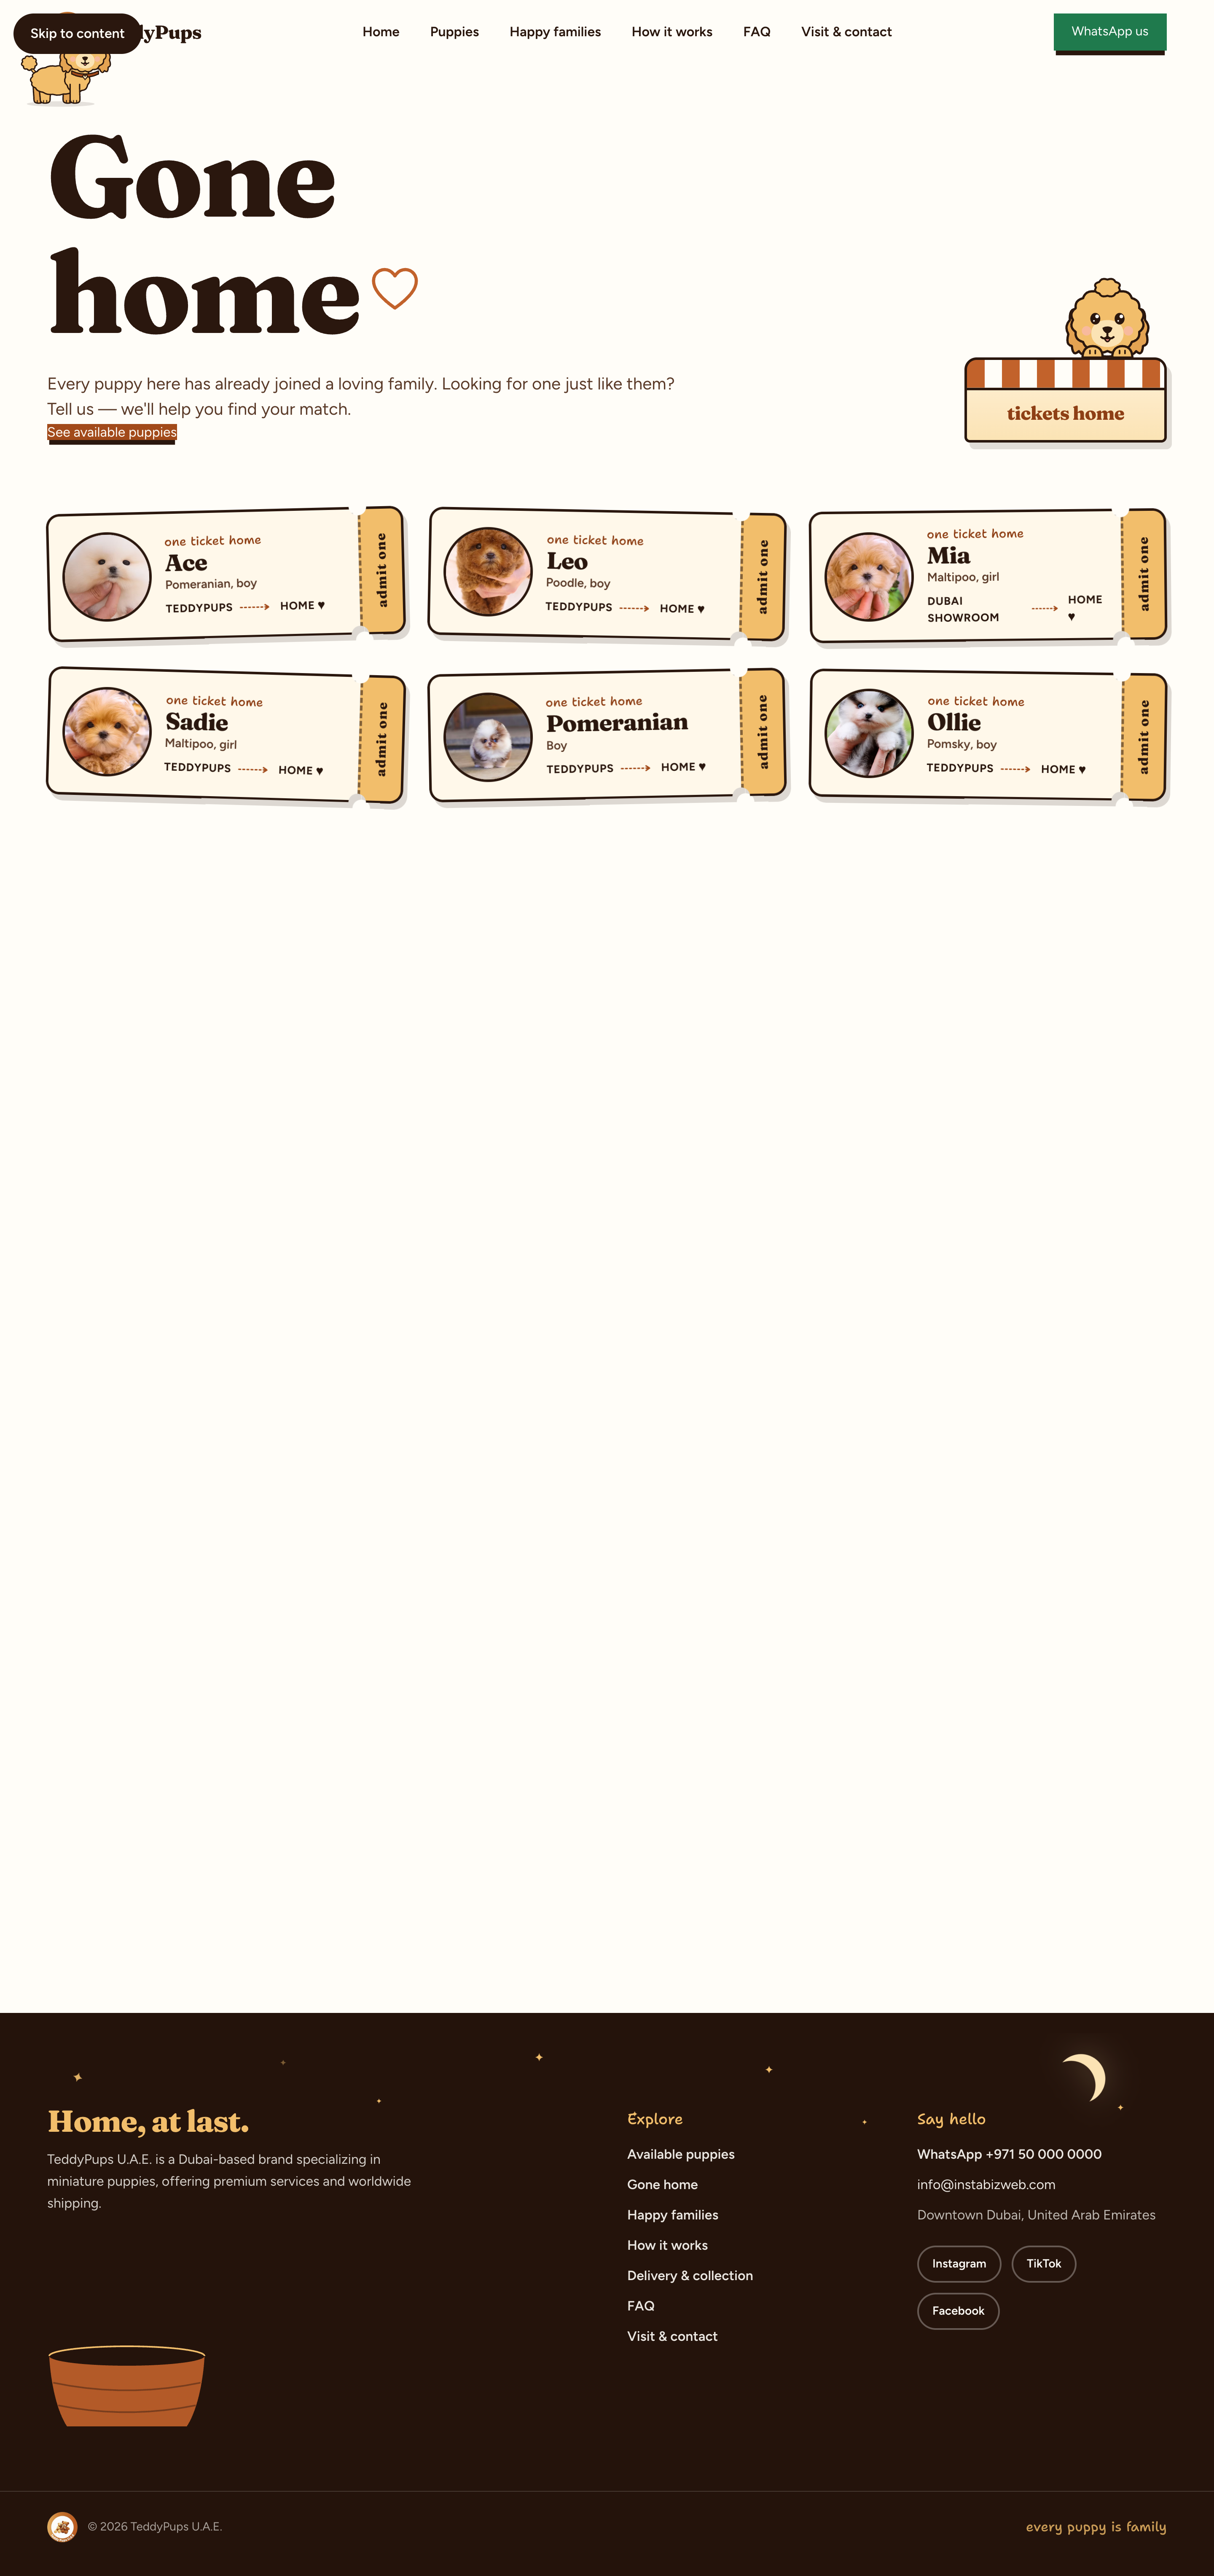 Skip to content
dyPups
Home
Puppies
Happy families
How it works
FAQ
Visit & contact
WhatsApp us
Gone
home
Every puppy here has already joined a loving family. Looking for one just like them?
Tell us — we'll help you find your match.
See available puppies
tickets home
one ticket home
Ace
Pomeranian, boy
TEDDYPUPS HOME ♥
admit one
one ticket home
Leo
Poodle, boy
TEDDYPUPS HOME ♥
admit one
one ticket home
Mia
Maltipoo, girl
DUBAI
SHOWROOM
HOME
♥
admit one
one ticket home
Sadie
Maltipoo, girl
TEDDYPUPS HOME ♥
admit one
one ticket home
Pomeranian
Boy
TEDDYPUPS HOME ♥
admit one
one ticket home
Ollie
Pomsky, boy
TEDDYPUPS HOME ♥
admit one
Home, at last.
TeddyPups U.A.E. is a Dubai-based brand specializing in
miniature puppies, offering premium services and worldwide
shipping.
Explore
Available puppies
Gone home
Happy families
How it works
Delivery & collection
FAQ
Visit & contact
Say hello
WhatsApp +971 50 000 0000
info@instabizweb.com
Downtown Dubai, United Arab Emirates
Instagram
TikTok
Facebook
© 2026 TeddyPups U.A.E.
every puppy is family